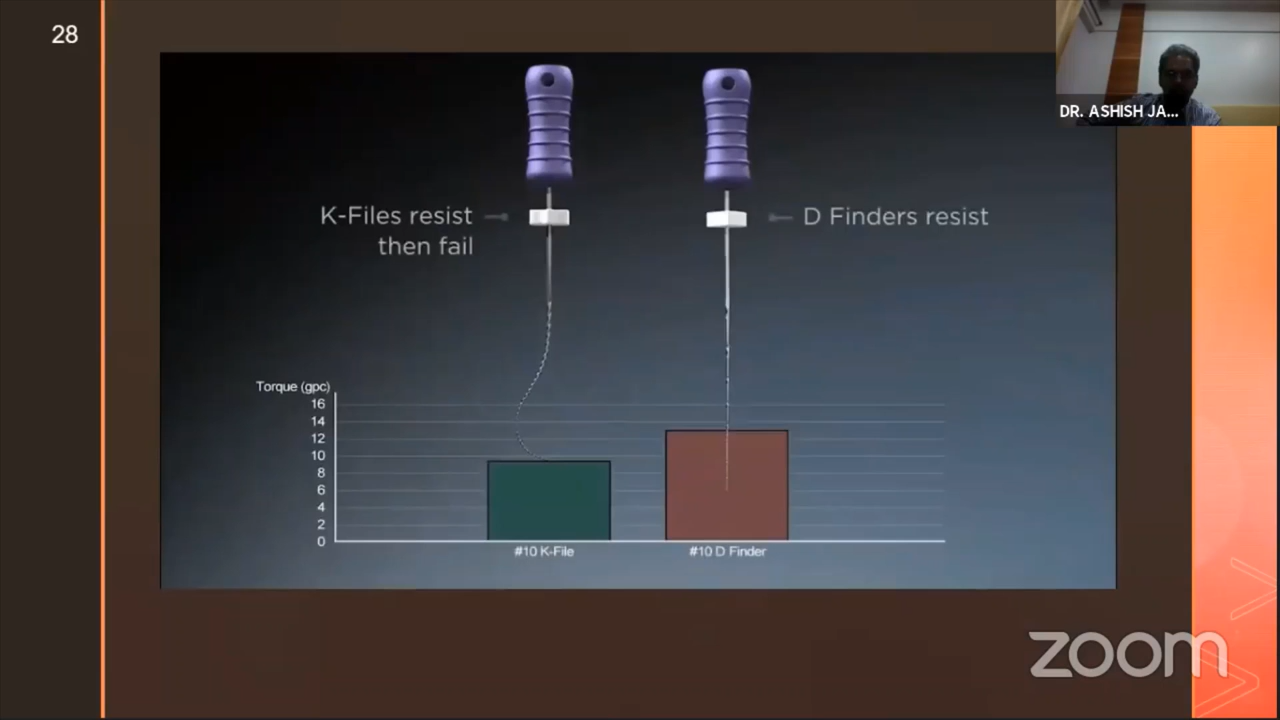 28
DR. ASHISH JA...
K-Files resist
then fail
D Finders resist
Torque (gpc)
16
14
12
10
8
6
4
2
0
#10 K-File
#10 D Finder
zoom